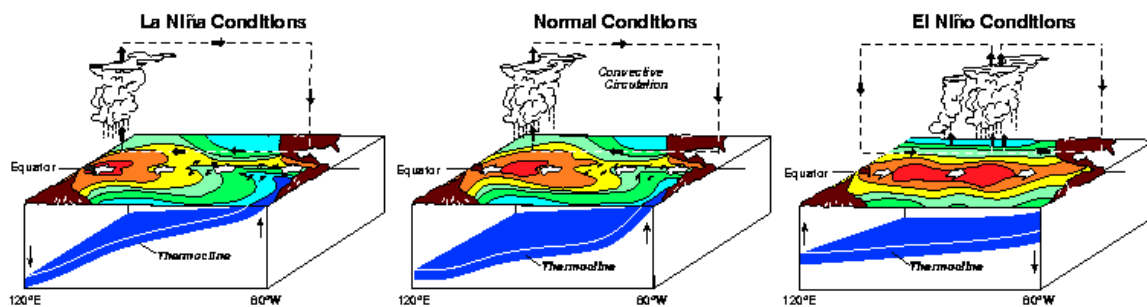 La Niña Conditions
Normal Conditions
El Niño Conditions
Convective
Circulation
Equator
Equator
Equator
Thermocline
Thermocline
Thermocline
120°E
80°W
120°E
80°W
120°E
80°W